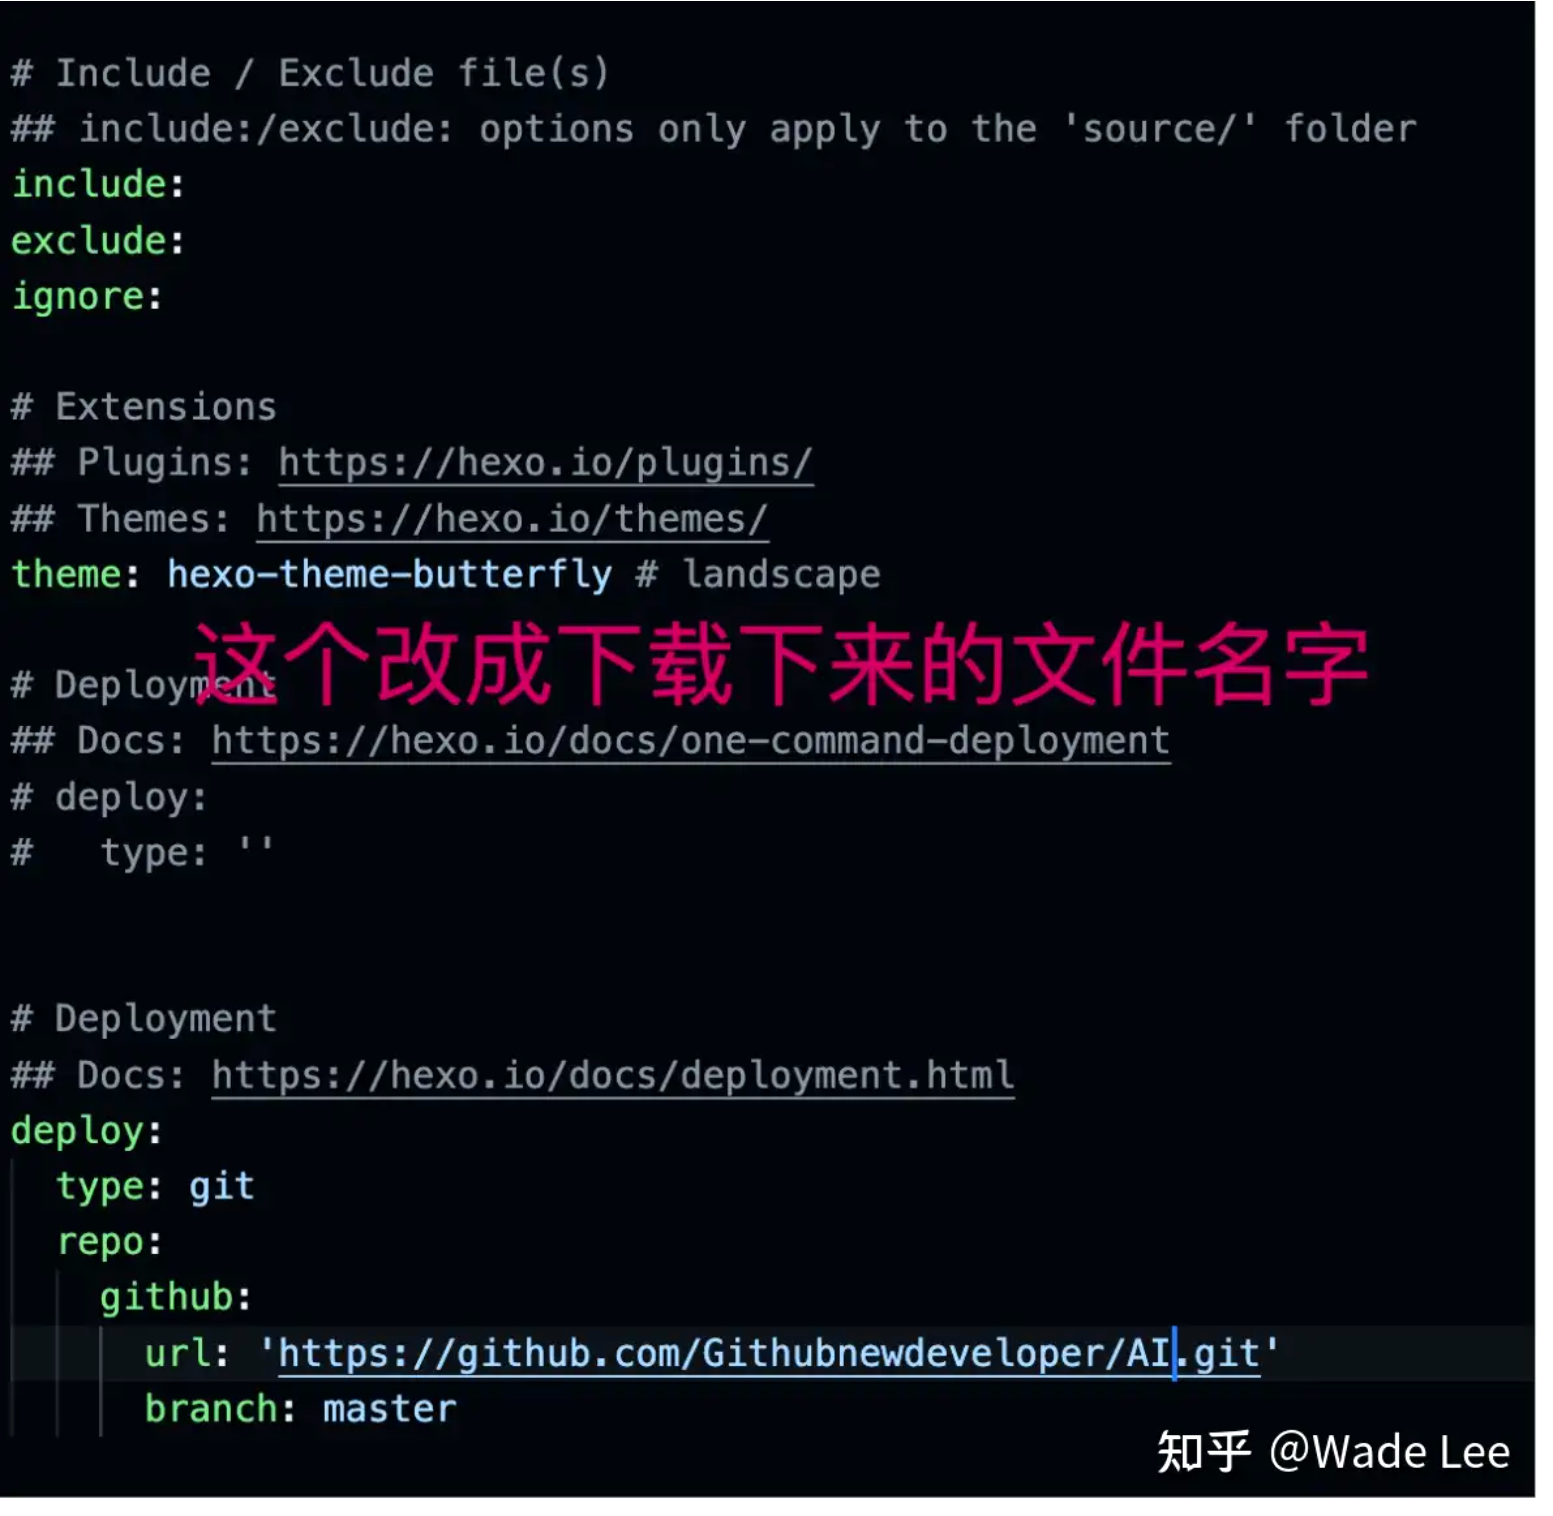 # Include / Exclude file(s)
## include:/exclude: options only apply to the 'source/' folder
include:
exclude:
ignore:
# Extensions
## Plugins: https://hexo.io/plugins/
## Themes: https://hexo.io/themes/
theme: hexo-theme-butterfly # landscape
这个改成下载下来的文件名字
# Deployment
## Docs: https://hexo.io/docs/one-command-deployment
# deploy:
#   type: ''
# Deployment
## Docs: https://hexo.io/docs/deployment.html
deploy:
  type: git
  repo:
    github:
      url: 'https://github.com/Githubnewdeveloper/AI.git'
      branch: master
知乎 @Wade Lee